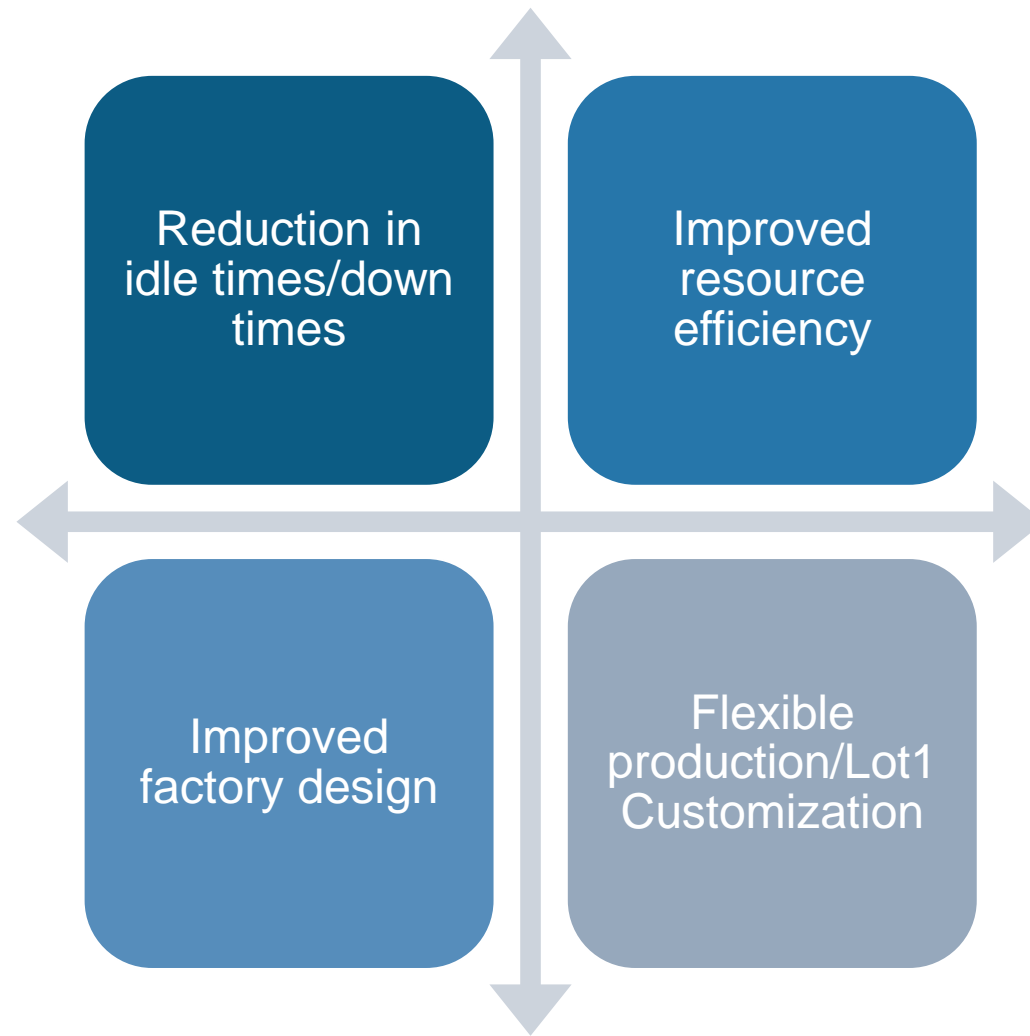 Reduction in
idle times/down
times
Improved
resource
efficiency
Improved
factory design
Flexible
production/Lot1
Customization